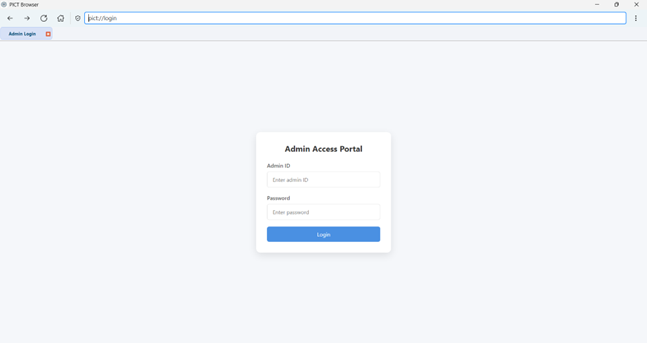 PICT Browser
pict://login
Admin Login
Admin Access Portal
Admin ID
Enter admin ID
Password
Enter password
Login